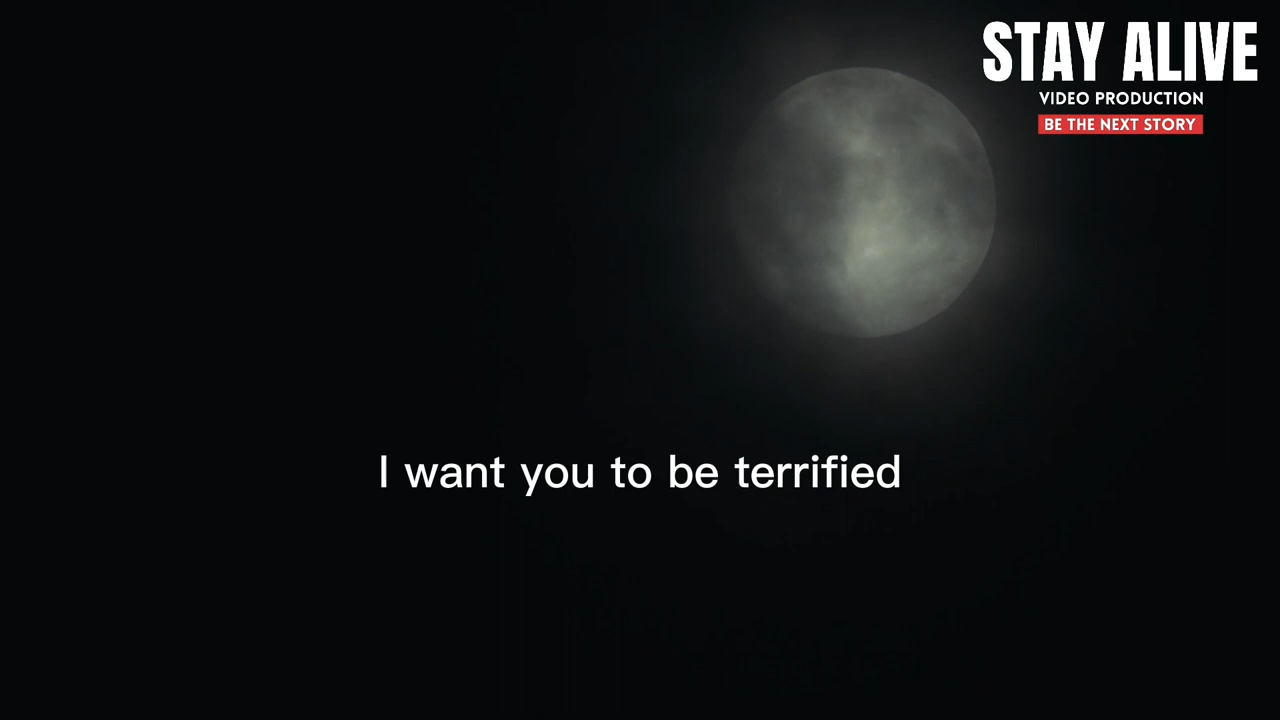 STAY ALIVE
VIDEO PRODUCTION
BE THE NEXT STORY
I want you to be terrified